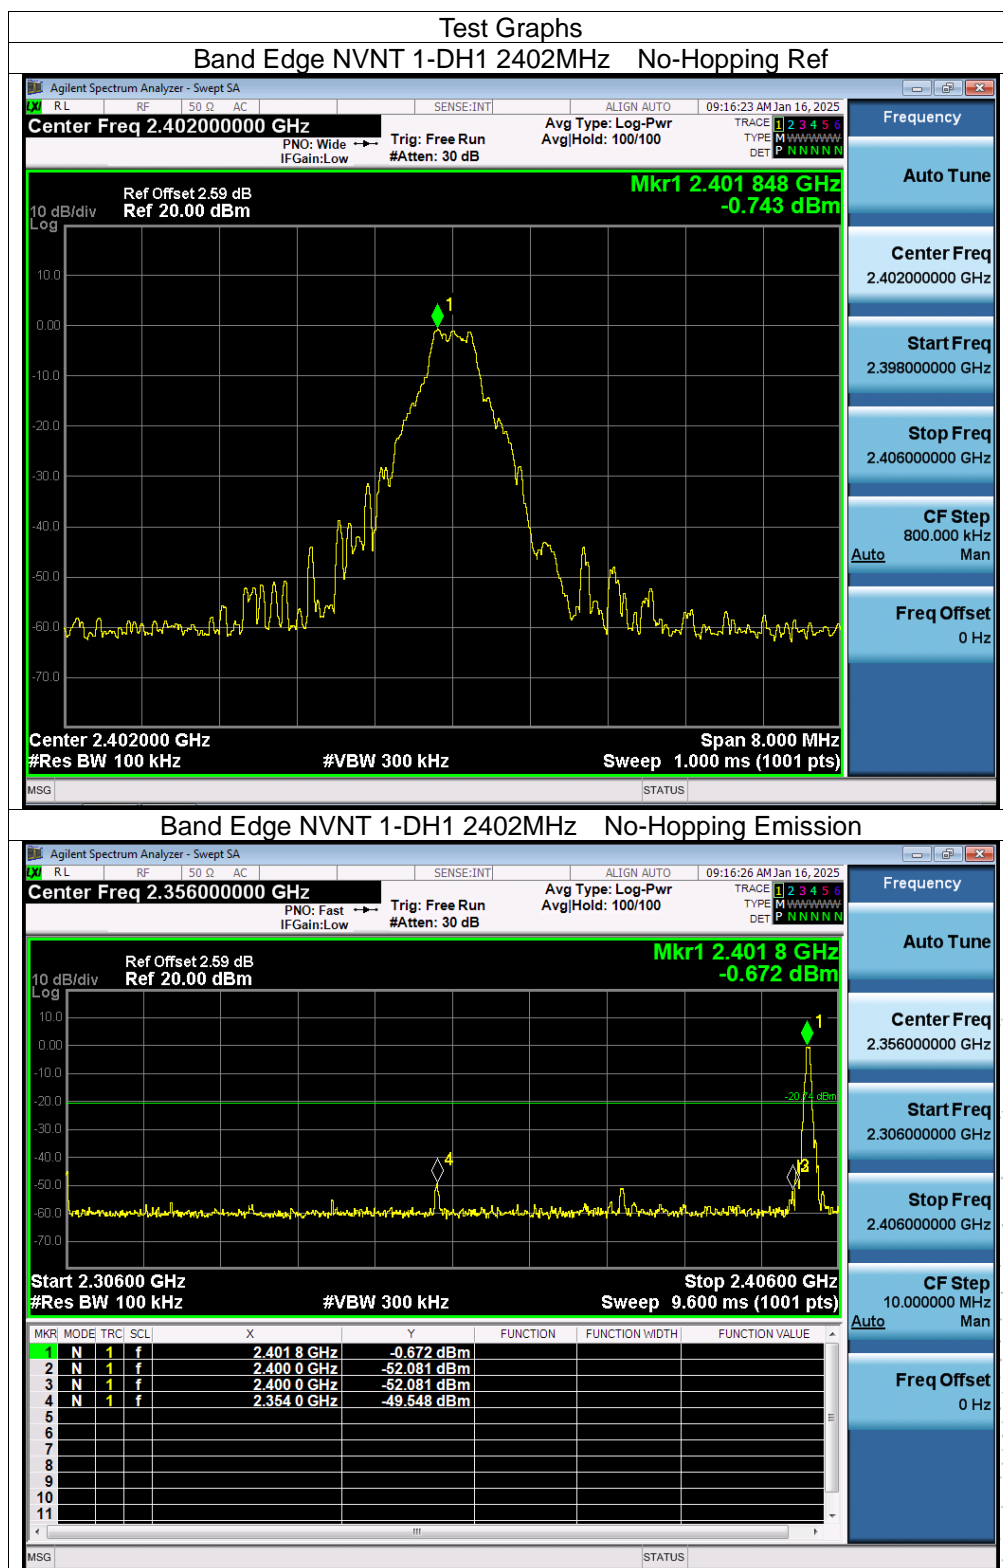 Test Graphs
Band Edge NVNT 1-DH1 2402MHz No-Hopping Ref
Agilent Spectrum Analyzer - Swept SA
LXI RL RF 50 Ω AC SENSE:INT ALIGN AUTO 09:16:23 AM Jan 16, 2025
Center Freq 2.402000000 GHz Avg Type: Log-Pwr TRACE 1 2 3 4 5 6
PNO: Wide Trig: Free Run Avg|Hold: 100/100 TYPE M WWWWW
IFGain:Low #Atten: 30 dB DET P N N N N N
Mkr1 2.401 848 GHz
-0.743 dBm
Ref Offset 2.59 dB
10 dB/div Ref 20.00 dBm
Log
10.0
1
0.00
-10.0
-20.0
-30.0
-40.0
-50.0
-60.0
-70.0
Center 2.402000 GHz Span 8.000 MHz
#Res BW 100 kHz #VBW 300 kHz Sweep 1.000 ms (1001 pts)
MSG STATUS
Frequency
Auto Tune
Center Freq
2.402000000 GHz
Start Freq
2.398000000 GHz
Stop Freq
2.406000000 GHz
CF Step
800.000 kHz
Auto Man
Freq Offset
0 Hz
Band Edge NVNT 1-DH1 2402MHz No-Hopping Emission
Agilent Spectrum Analyzer - Swept SA
LXI RL RF 50 Ω AC SENSE:INT ALIGN AUTO 09:16:26 AM Jan 16, 2025
Center Freq 2.356000000 GHz Avg Type: Log-Pwr TRACE 1 2 3 4 5 6
PNO: Fast Trig: Free Run Avg|Hold: 100/100 TYPE M WWWWW
IFGain:Low #Atten: 30 dB DET P N N N N N
Mkr1 2.401 8 GHz
-0.672 dBm
Ref Offset 2.59 dB
10 dB/div Ref 20.00 dBm
Log
10.0
1
0.00
-10.0
-20.0
-20.74 dBm
-30.0
-40.0
4
-50.0
-60.0
-70.0
Start 2.30600 GHz Stop 2.40600 GHz
#Res BW 100 kHz #VBW 300 kHz Sweep 9.600 ms (1001 pts)
MKR MODE TRC SCL X Y FUNCTION FUNCTION WIDTH FUNCTION VALUE
1 N 1 f 2.401 8 GHz -0.672 dBm
2 N 1 f 2.400 0 GHz -52.081 dBm
3 N 1 f 2.400 0 GHz -52.081 dBm
4 N 1 f 2.354 0 GHz -49.548 dBm
5
6
7
8
9
10
11
MSG STATUS
Frequency
Auto Tune
Center Freq
2.356000000 GHz
Start Freq
2.306000000 GHz
Stop Freq
2.406000000 GHz
CF Step
10.000000 MHz
Auto Man
Freq Offset
0 Hz